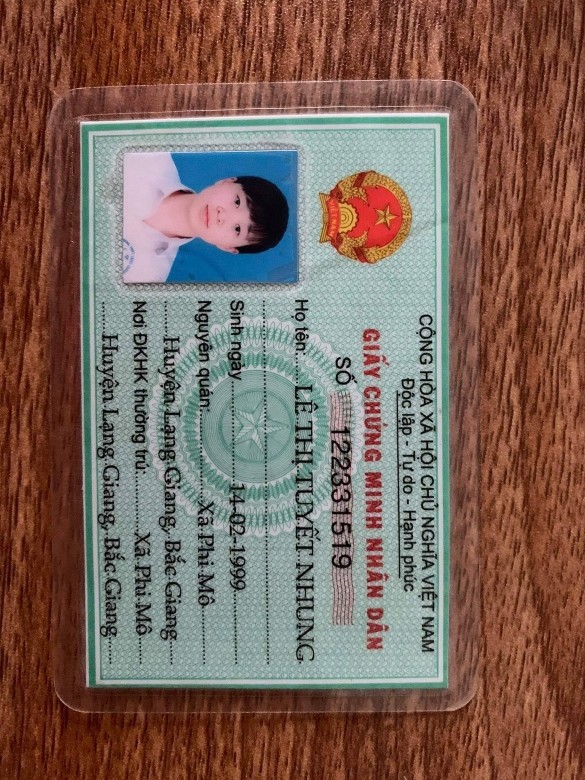 CỘNG HÒA XÃ HỘI CHỦ NGHĨA VIỆT NAM
Độc lập - Tự do - Hạnh phúc
GIẤY CHỨNG MINH NHÂN DÂN
SỐ 122331519
Họ tên: LÊ THỊ TUYẾT NHUNG
Sinh ngày 14-02-1999
Nguyên quán: Xã Phi Mô
Huyện Lạng Giang, Bắc Giang
Nơi ĐKHK thường trú: Xã Phi Mô
Huyện Lạng Giang, Bắc Giang